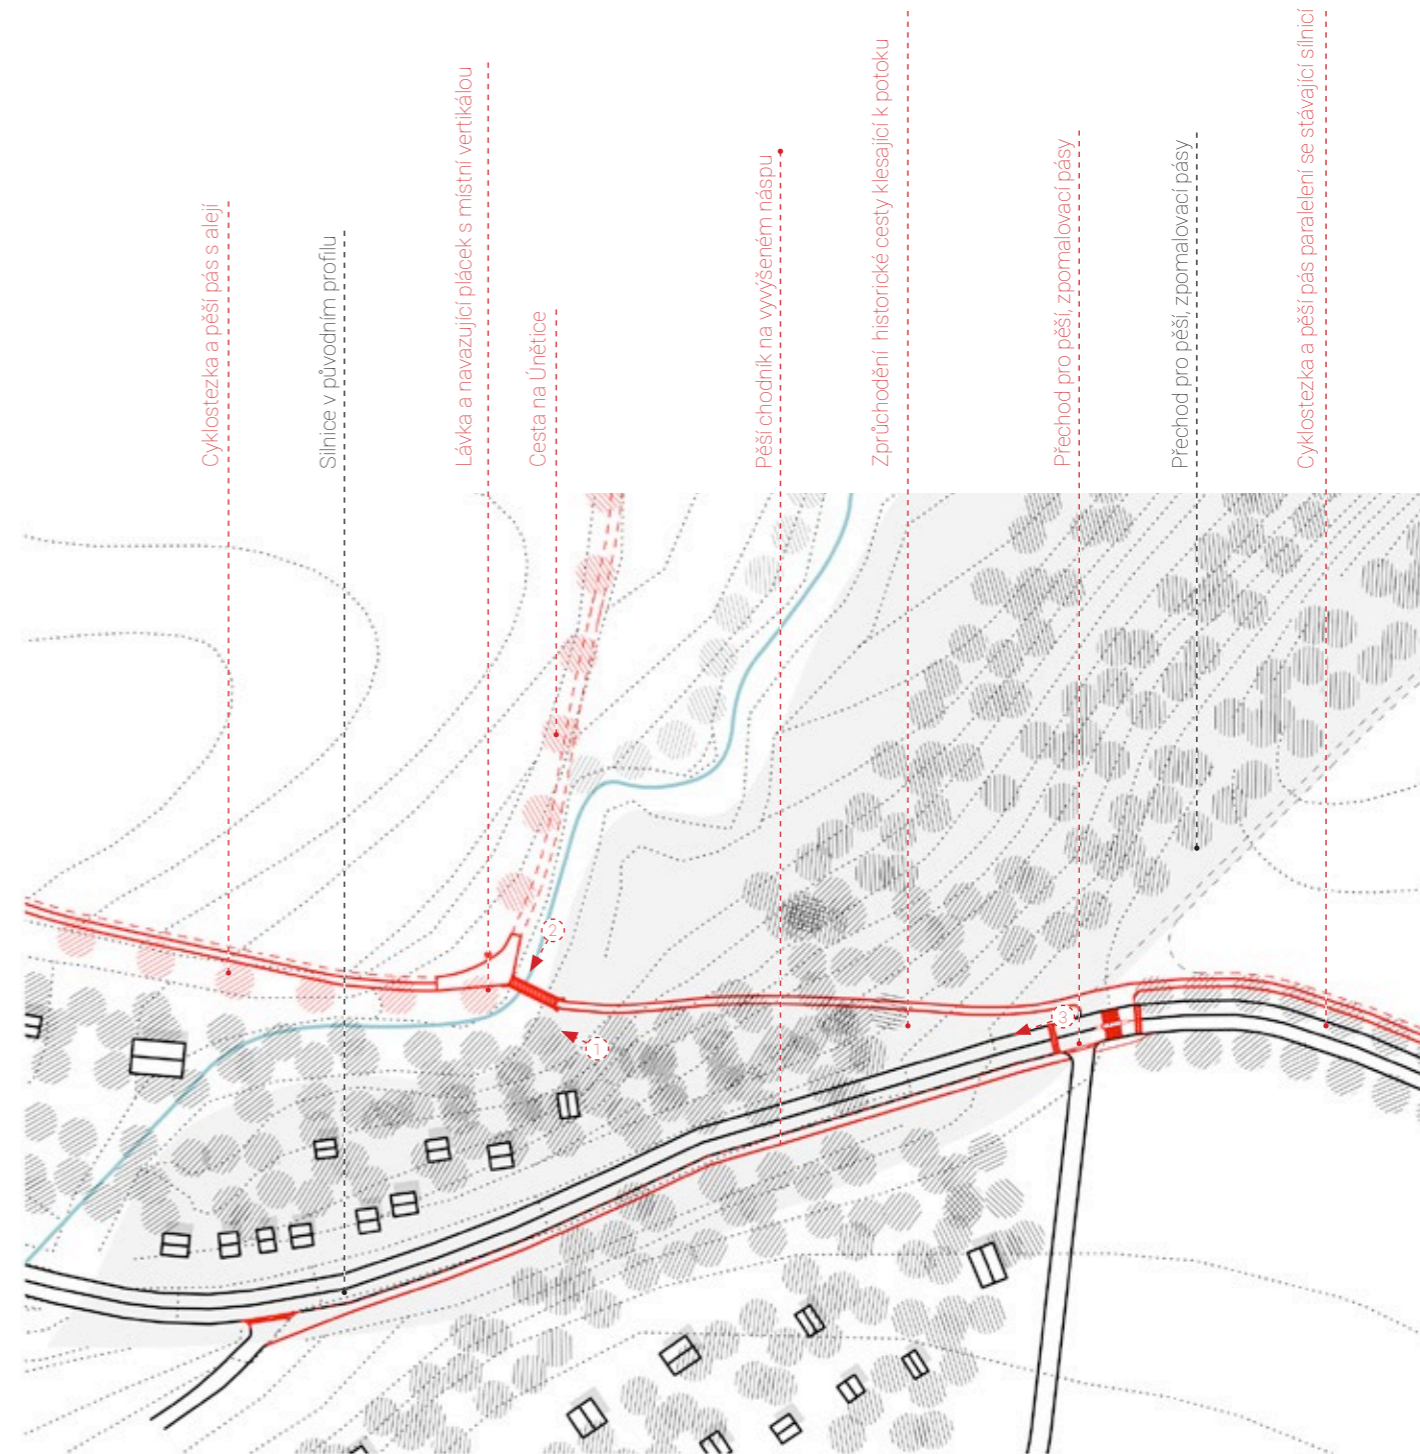 Cyklostezka a pěší pás s alejí
Silnice v původním profilu
Lávka a navazující plácek s místní vertikálou
Cesta na Únětice
Pěší chodník na vyvýšeném náspu
Zprůchodění historické cesty klesající k potoku
Přechod pro pěší, zpomalovací pásy
Přechod pro pěší, zpomalovací pásy
Cyklostezka a pěší pás paralelení se stávající silnicí
2
3
1